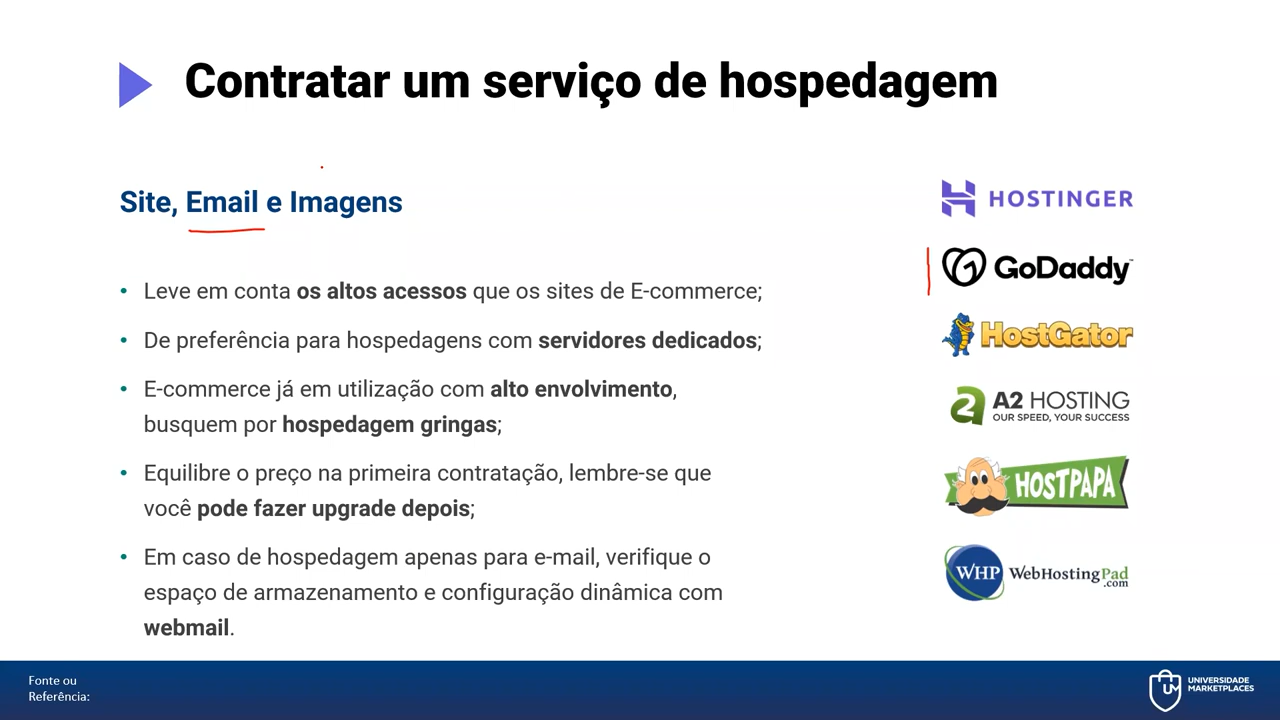 Contratar um serviço de hospedagem
Site, Email e Imagens
• Leve em conta os altos acessos que os sites de E-commerce;
• De preferência para hospedagens com servidores dedicados;
• E-commerce já em utilização com alto envolvimento,
busquem por hospedagem gringas;
• Equilibre o preço na primeira contratação, lembre-se que
você pode fazer upgrade depois;
• Em caso de hospedagem apenas para e-mail, verifique o
espaço de armazenamento e configuração dinâmica com
webmail.
HOSTINGER
GoDaddy™
HostGator
2 A2 HOSTING
OUR SPEED, YOUR SUCCESS
HOSTPAPA
WHP WebHostingPad
.com
Fonte ou
Referência:
UM UNIVERSIDADE
MARKETPLACES